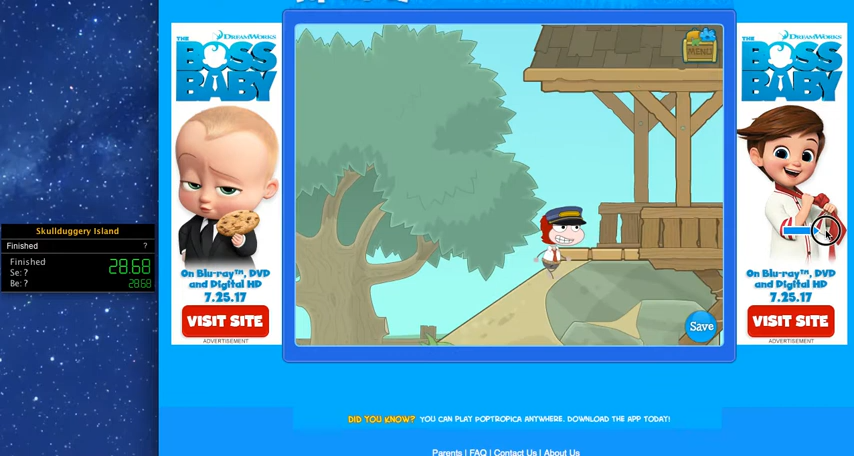 Skullduggery Island
Finished ?
Finished 28.68
Se: ?
Be: ? 28.68
THE
DREAMWORKS
BOSS
BABY
On Blu-ray™, DVD
and Digital HD
7.25.17
VISIT SITE
ADVERTISEMENT
MENU
Save
THE
DREAMWORKS
BOSS
BABY
On Blu-ray™, DVD
and Digital HD
7.25.17
VISIT SITE
ADVERTISEMENT
DID YOU KNOW? YOU CAN PLAY POPTROPICA ANYWHERE. DOWNLOAD THE APP TODAY!
Parents | FAQ | Contact Us | About Us